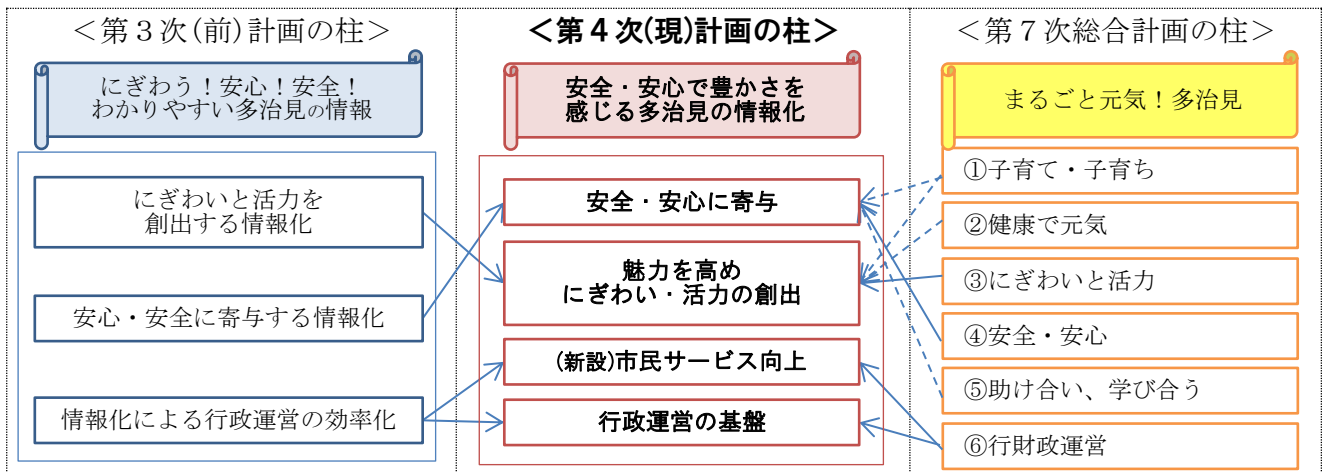 ＜第３次(前)計画の柱＞
にぎわう！安心！安全！
わかりやすい多治見の情報
にぎわいと活力を
創出する情報化
安心・安全に寄与する情報化
情報化による行政運営の効率化
＜第４次(現)計画の柱＞
安全・安心で豊かさを
感じる多治見の情報化
安全・安心に寄与
魅力を高め
にぎわい・活力の創出
(新設)市民サービス向上
行政運営の基盤
＜第７次総合計画の柱＞
まるごと元気！多治見
①子育て・子育ち
②健康で元気
③にぎわいと活力
④安全・安心
⑤助け合い、学び合う
⑥行財政運営